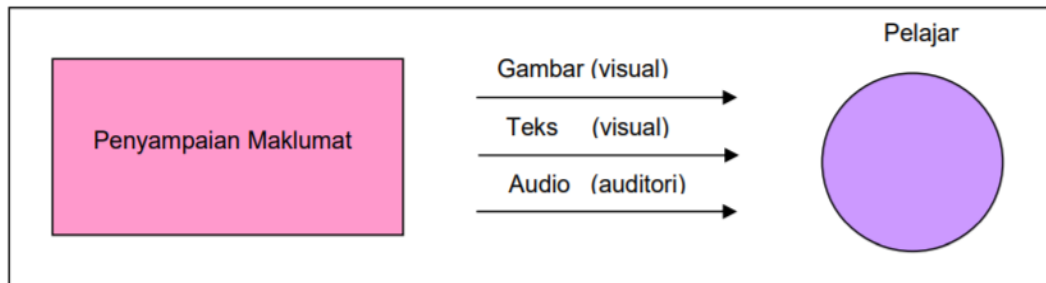 Pelajar
Gambar (visual)
Teks (visual)
Penyampaian Maklumat
Audio (auditori)